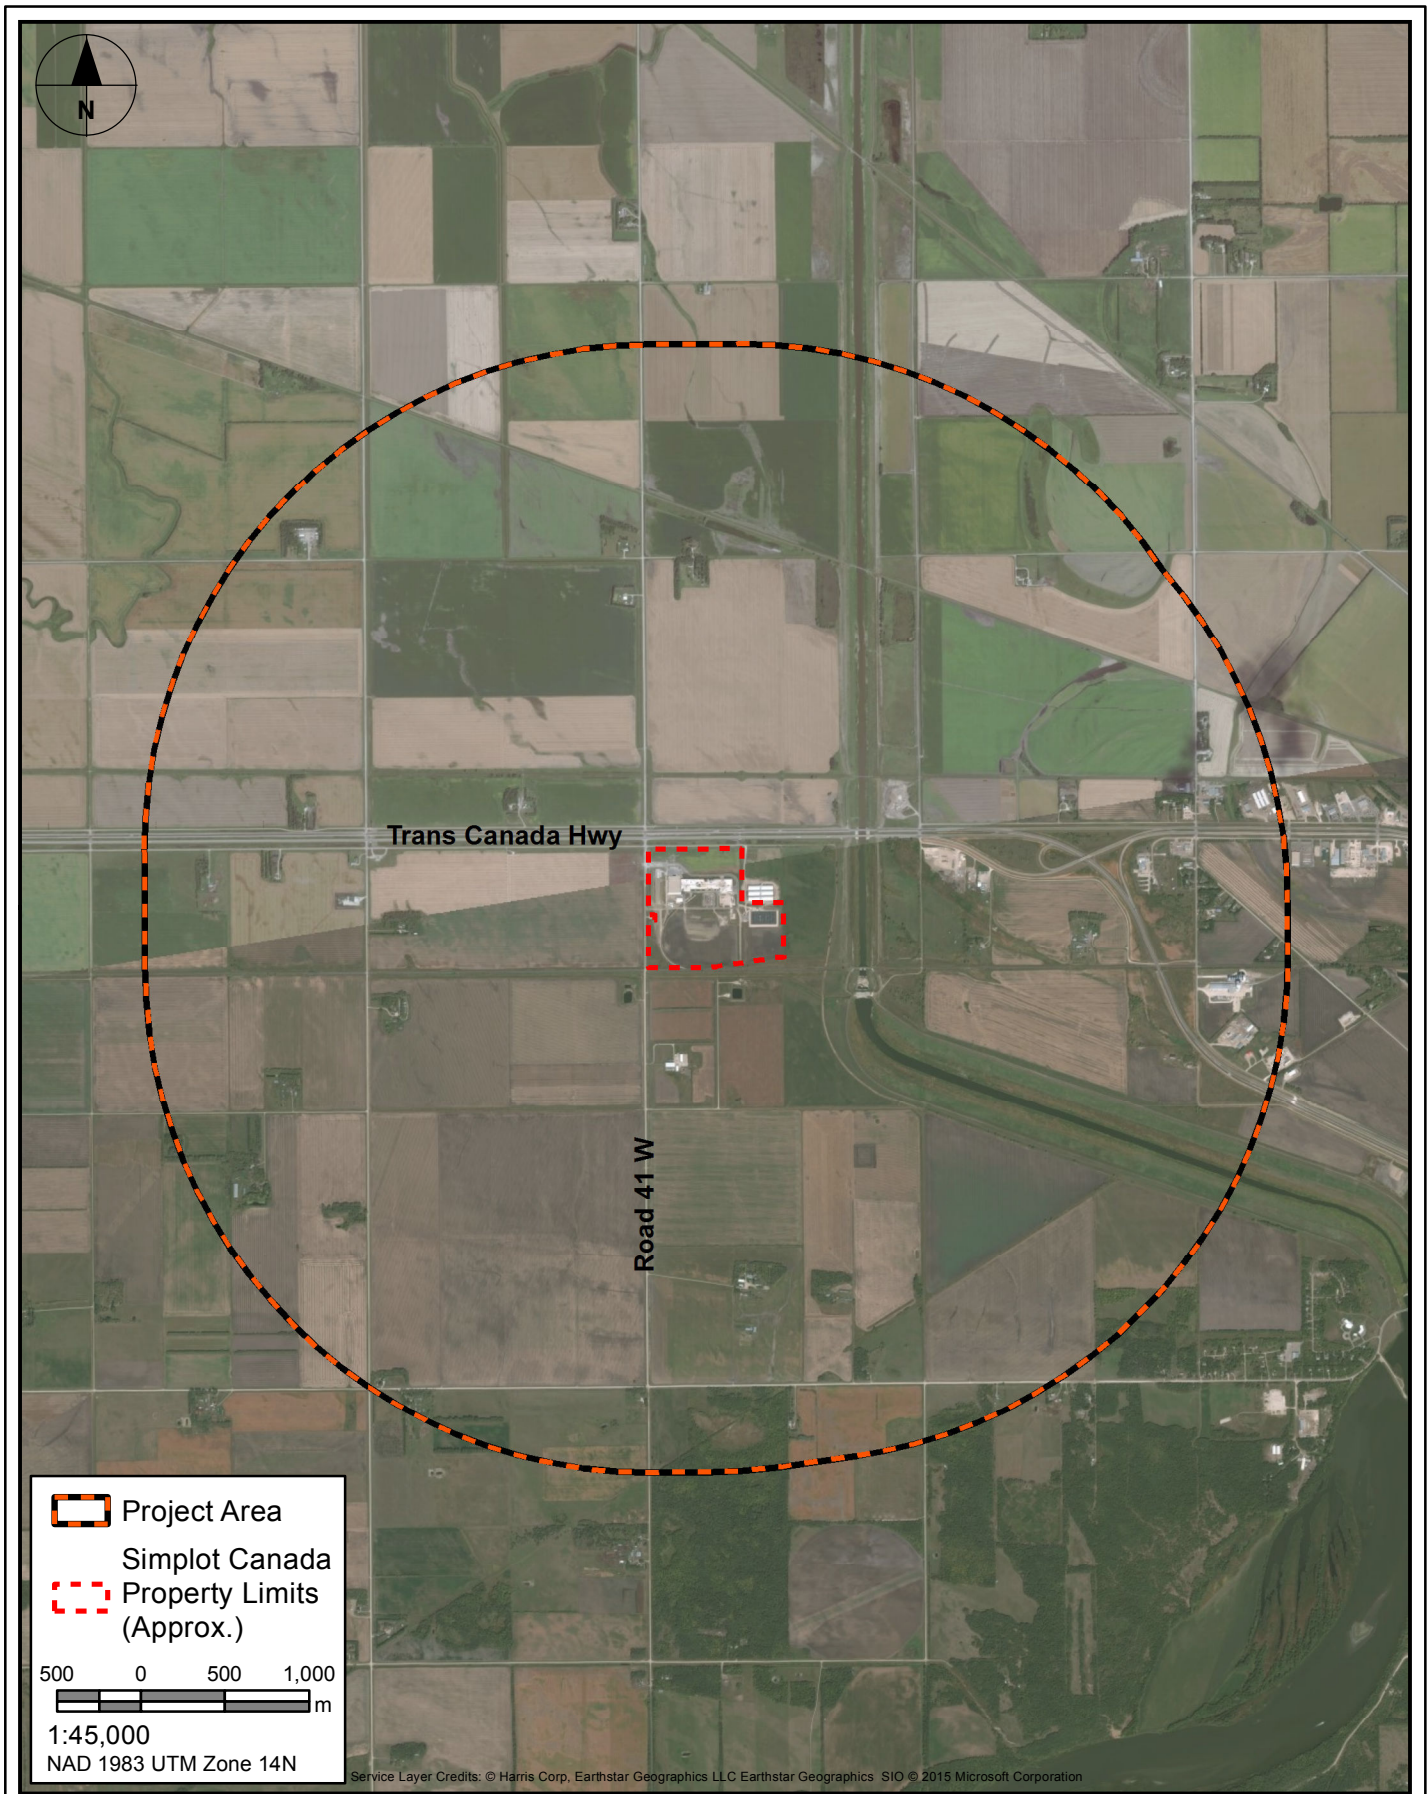 N
Trans Canada Hwy
Road 41 W
Project Area
Simplot Canada
Property Limits
(Approx.)
500 0 500 1,000
m
1:45,000
NAD 1983 UTM Zone 14N
Service Layer Credits: © Harris Corp, Earthstar Geographics LLC Earthstar Geographics SIO © 2015 Microsoft Corporation